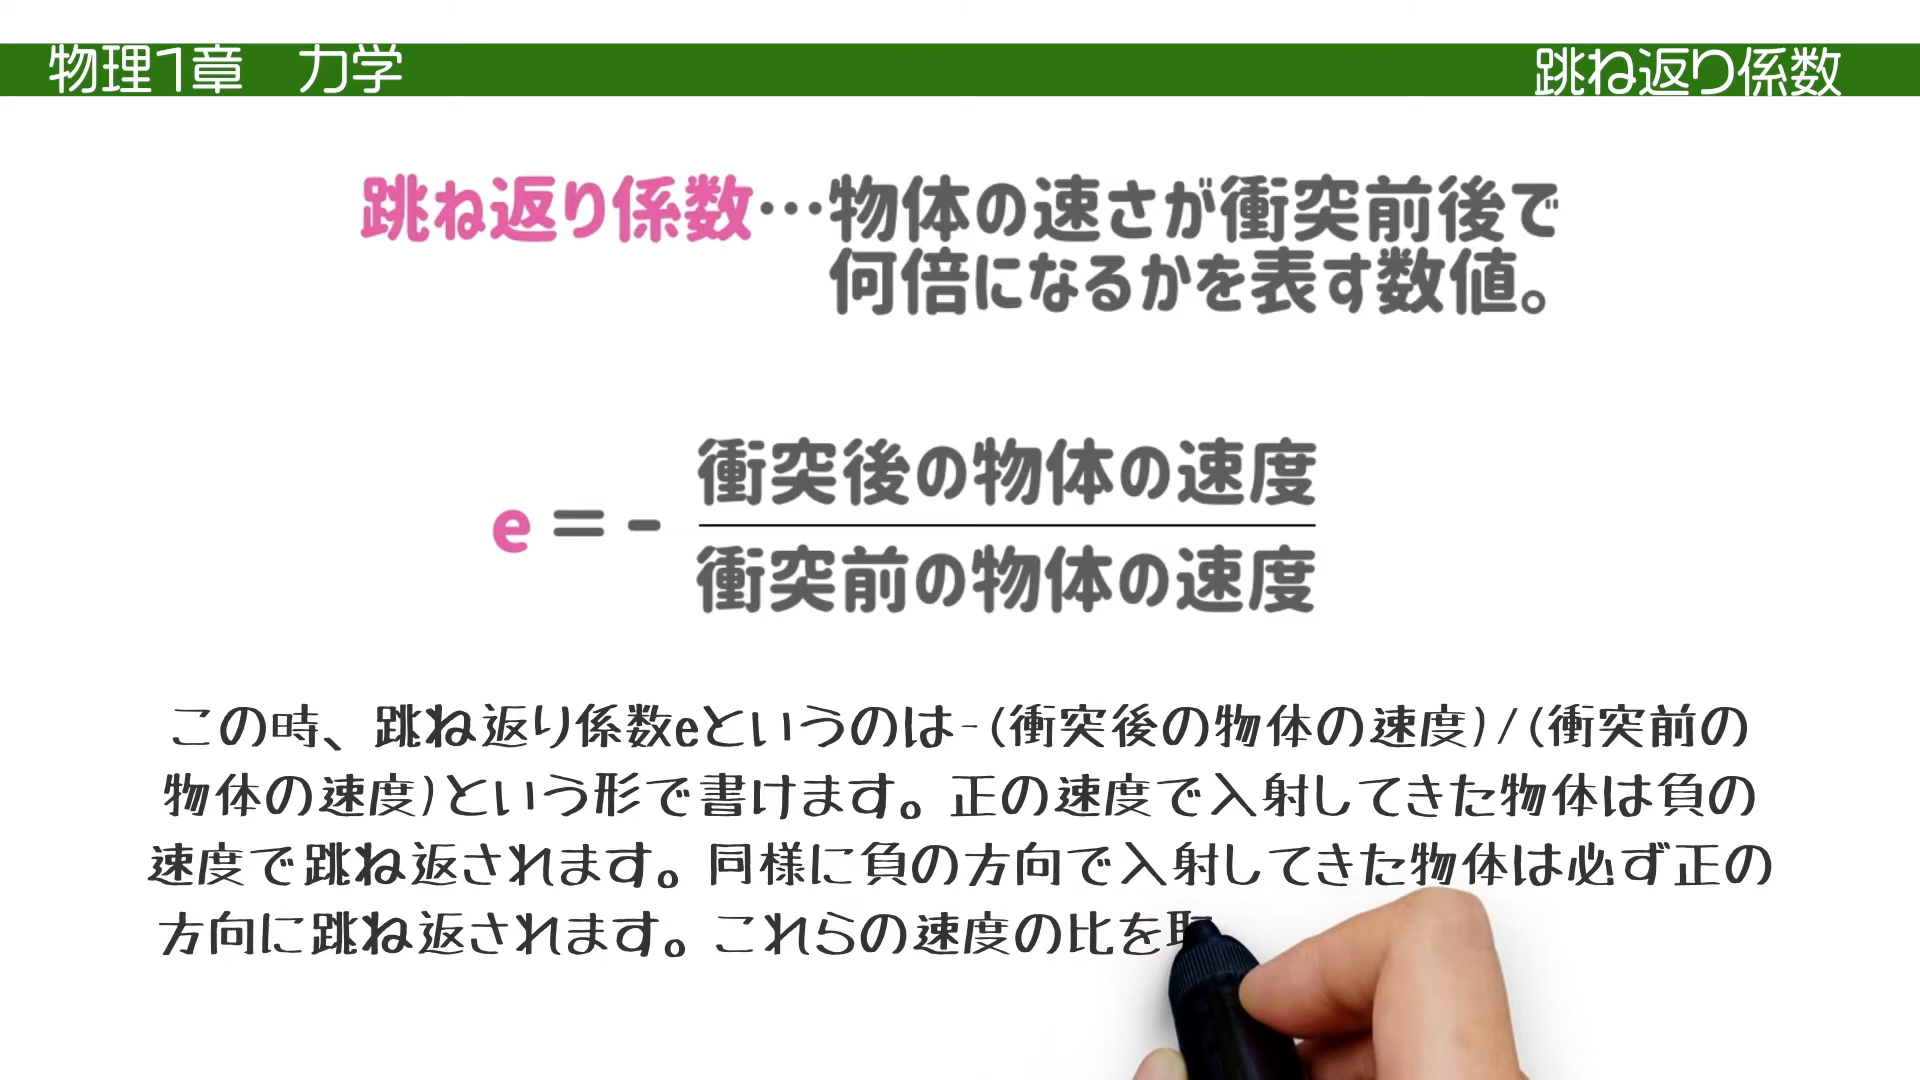 物理1章　力学
跳ね返り係数
跳ね返り係数…物体の速さが衝突前後で
何倍になるかを表す数値。
衝突後の物体の速度
e = -
衝突前の物体の速度
この時、跳ね返り係数eというのは-(衝突後の物体の速度)/(衝突前の
物体の速度)という形で書けます。正の速度で入射してきた物体は負の
速度で跳ね返されます。同様に負の方向で入射してきた物体は必ず正の
方向に跳ね返されます。これらの速度の比を